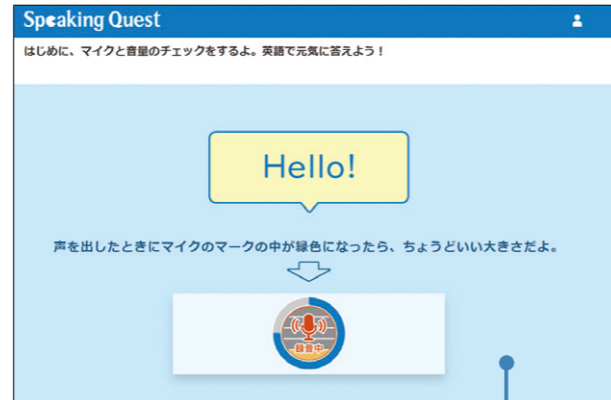 Speaking Quest
はじめに、マイクと音量のチェックをするよ。英語で元気に答えよう！
Hello!
声を出したときにマイクのマークの中が緑色になったら、ちょうどいい大きさだよ。
録音中